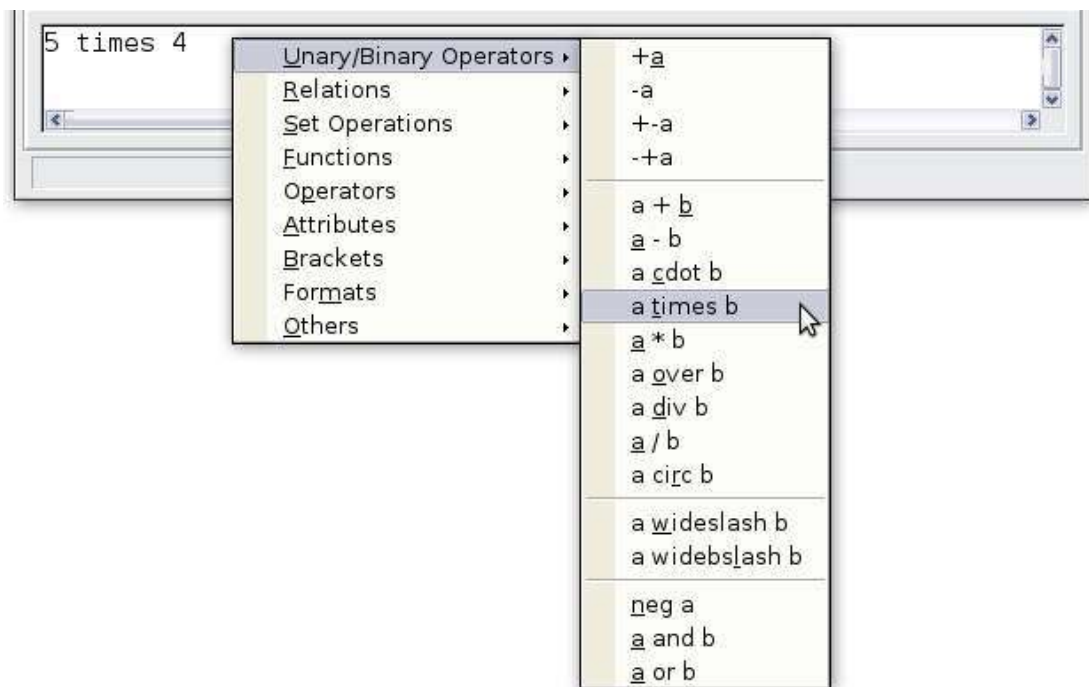 5 times 4
Unary/Binary Operators
Relations
Set Operations
Functions
Operators
Attributes
Brackets
Formats
Others
+a
-a
+-a
-+a
a + b
a - b
a cdot b
a times b
a * b
a over b
a div b
a / b
a circ b
a wideslash b
a widebslash b
neg a
a and b
a or b